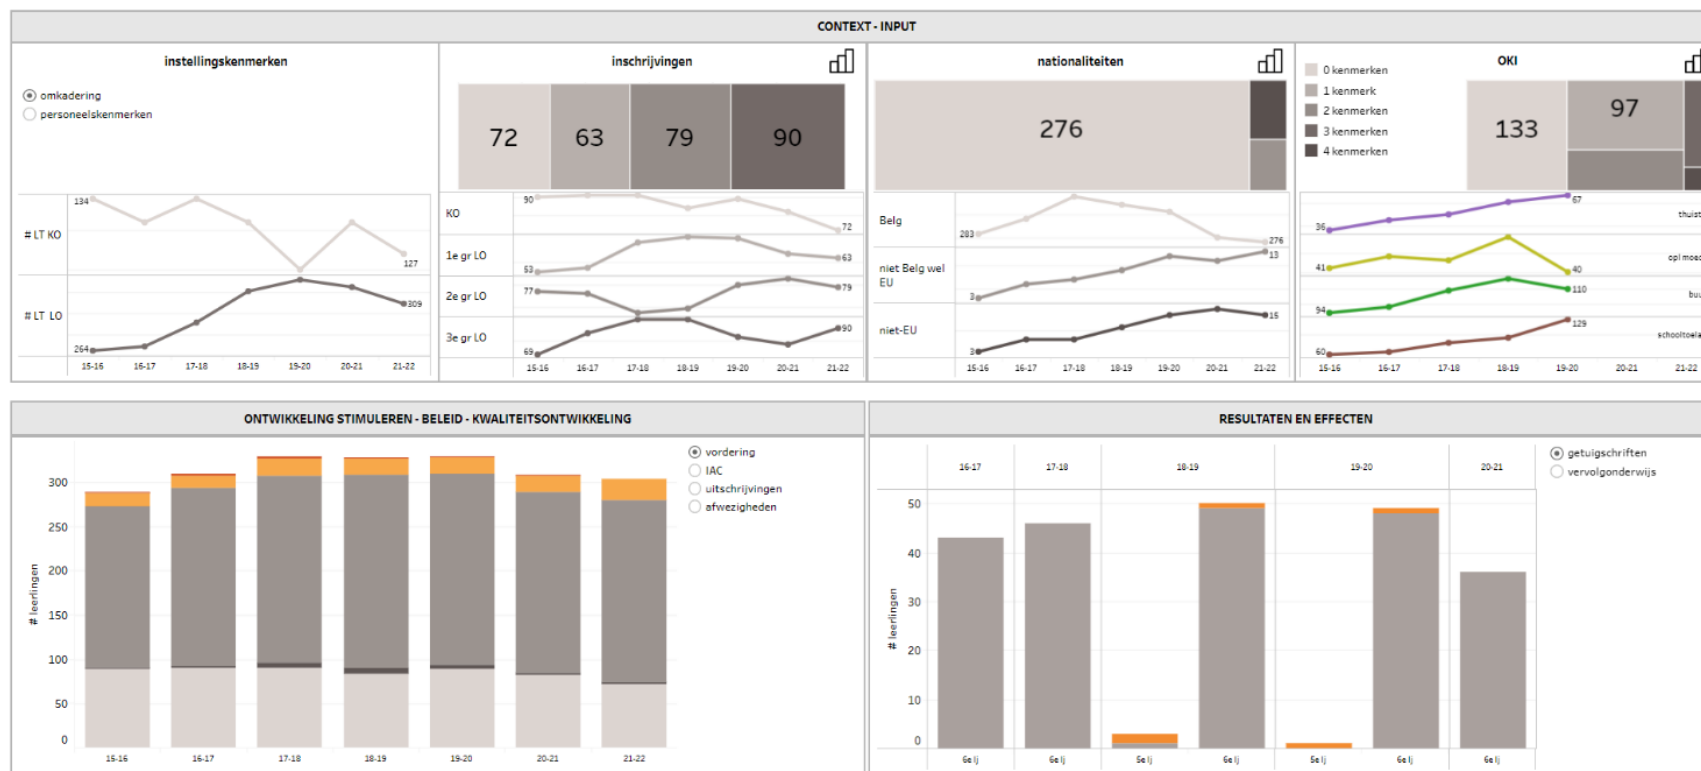 CONTEXT - INPUT
instellingskenmerken
omkadering
personeelskenmerken
# LT KO
134
127
# LT LO
264
309
15-16 16-17 17-18 18-19 19-20 20-21 21-22
inschrijvingen
72 63 79 90
KO
90
72
1e gr LO
53
63
2e gr LO
77
79
3e gr LO
69
90
15-16 16-17 17-18 18-19 19-20 20-21 21-22
nationaliteiten
276
Belg
283
276
niet Belg wel
EU
3
13
niet-EU
3
15
15-16 16-17 17-18 18-19 19-20 20-21 21-22
OKI
0 kenmerken
1 kenmerk
2 kenmerken
3 kenmerken
4 kenmerken
133 97
36
67
thuist
41
40
opl moed
94
110
buu
60
129
schooltoela
15-16 16-17 17-18 18-19 19-20 20-21 21-22
ONTWIKKELING STIMULEREN - BELEID - KWALITEITSONTWIKKELING
vordering
IAC
uitschrijvingen
afwezigheden
# leerlingen
300
250
200
150
100
50
0
15-16 16-17 17-18 18-19 19-20 20-21 21-22
RESULTATEN EN EFFECTEN
getuigschriften
vervolgonderwijs
16-17 17-18 18-19 19-20 20-21
# leerlingen
50
40
30
20
10
0
6e lj 6e lj 5e lj 6e lj 5e lj 6e lj 6e lj